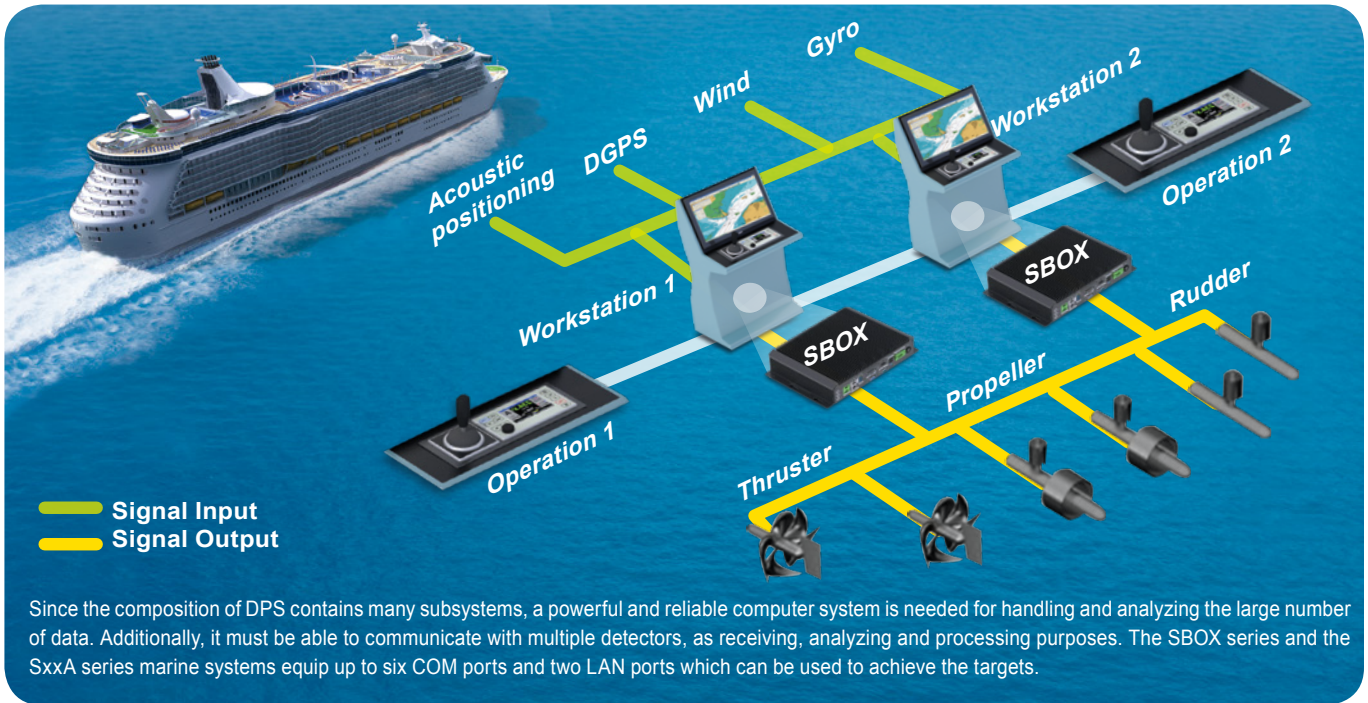 Gyro
Wind
Workstation 2
DGPS
Acoustic
positioning
Operation 2
SBOX
Workstation 1
Rudder
SBOX
Propeller
Operation 1
Thruster
Signal Input
Signal Output
Since the composition of DPS contains many subsystems, a powerful and reliable computer system is needed for handling and analyzing the large number
of data. Additionally, it must be able to communicate with multiple detectors, as receiving, analyzing and processing purposes. The SBOX series and the
SxxA series marine systems equip up to six COM ports and two LAN ports which can be used to achieve the targets.